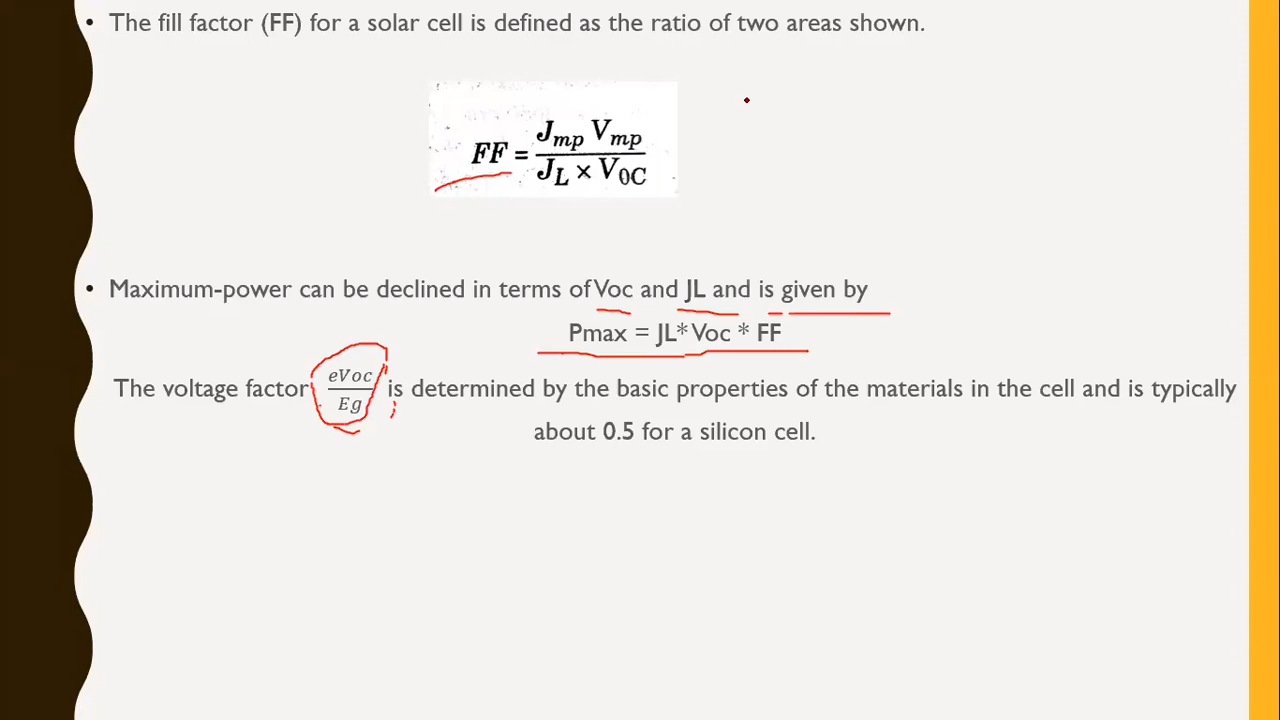 • The fill factor (FF) for a solar cell is defined as the ratio of two areas shown.
FF = J_mp V_mp / J_L × V_0C
• Maximum-power can be declined in terms of Voc and JL and is given by
Pmax = JL* Voc * FF
The voltage factor eVoc/Eg is determined by the basic properties of the materials in the cell and is typically
about 0.5 for a silicon cell.